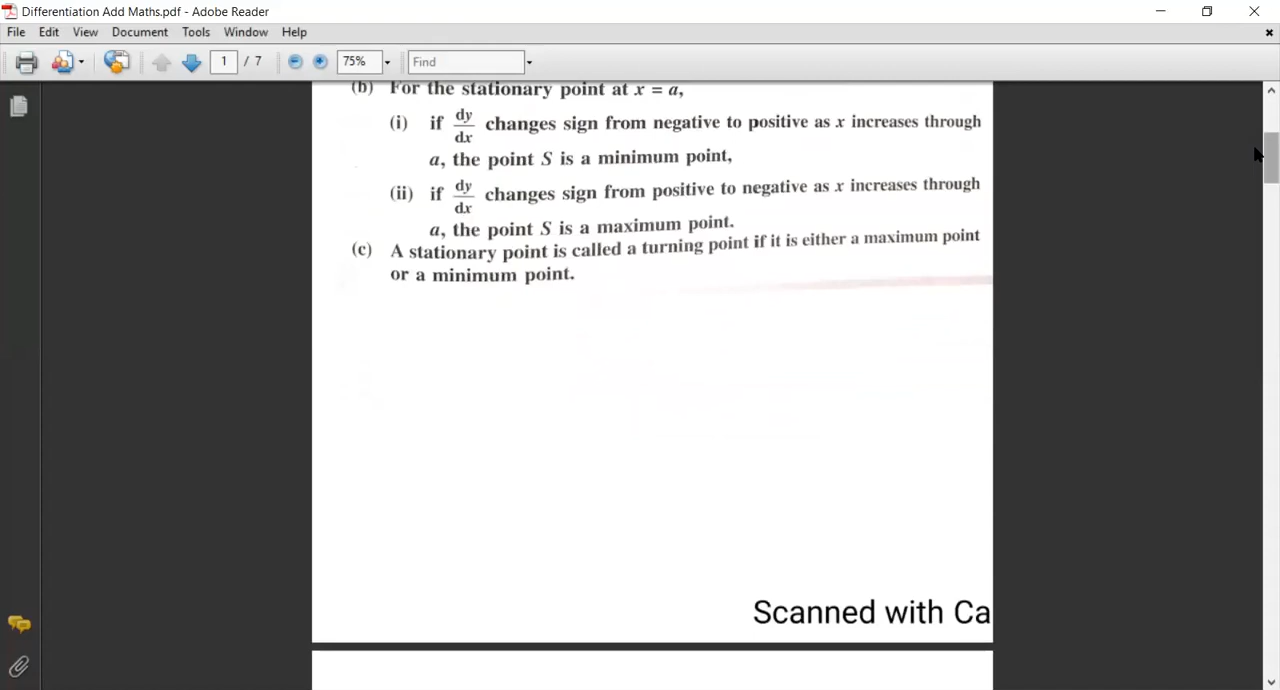 Differentiation Add Maths.pdf - Adobe Reader
File Edit View Document Tools Window Help
1 / 7 75% Find
(b) For the stationary point at x = a,
(i) if dy/dx changes sign from negative to positive as x increases through
a, the point S is a minimum point,
(ii) if dy/dx changes sign from positive to negative as x increases through
a, the point S is a maximum point.
(c) A stationary point is called a turning point if it is either a maximum point
or a minimum point.
Scanned with Ca